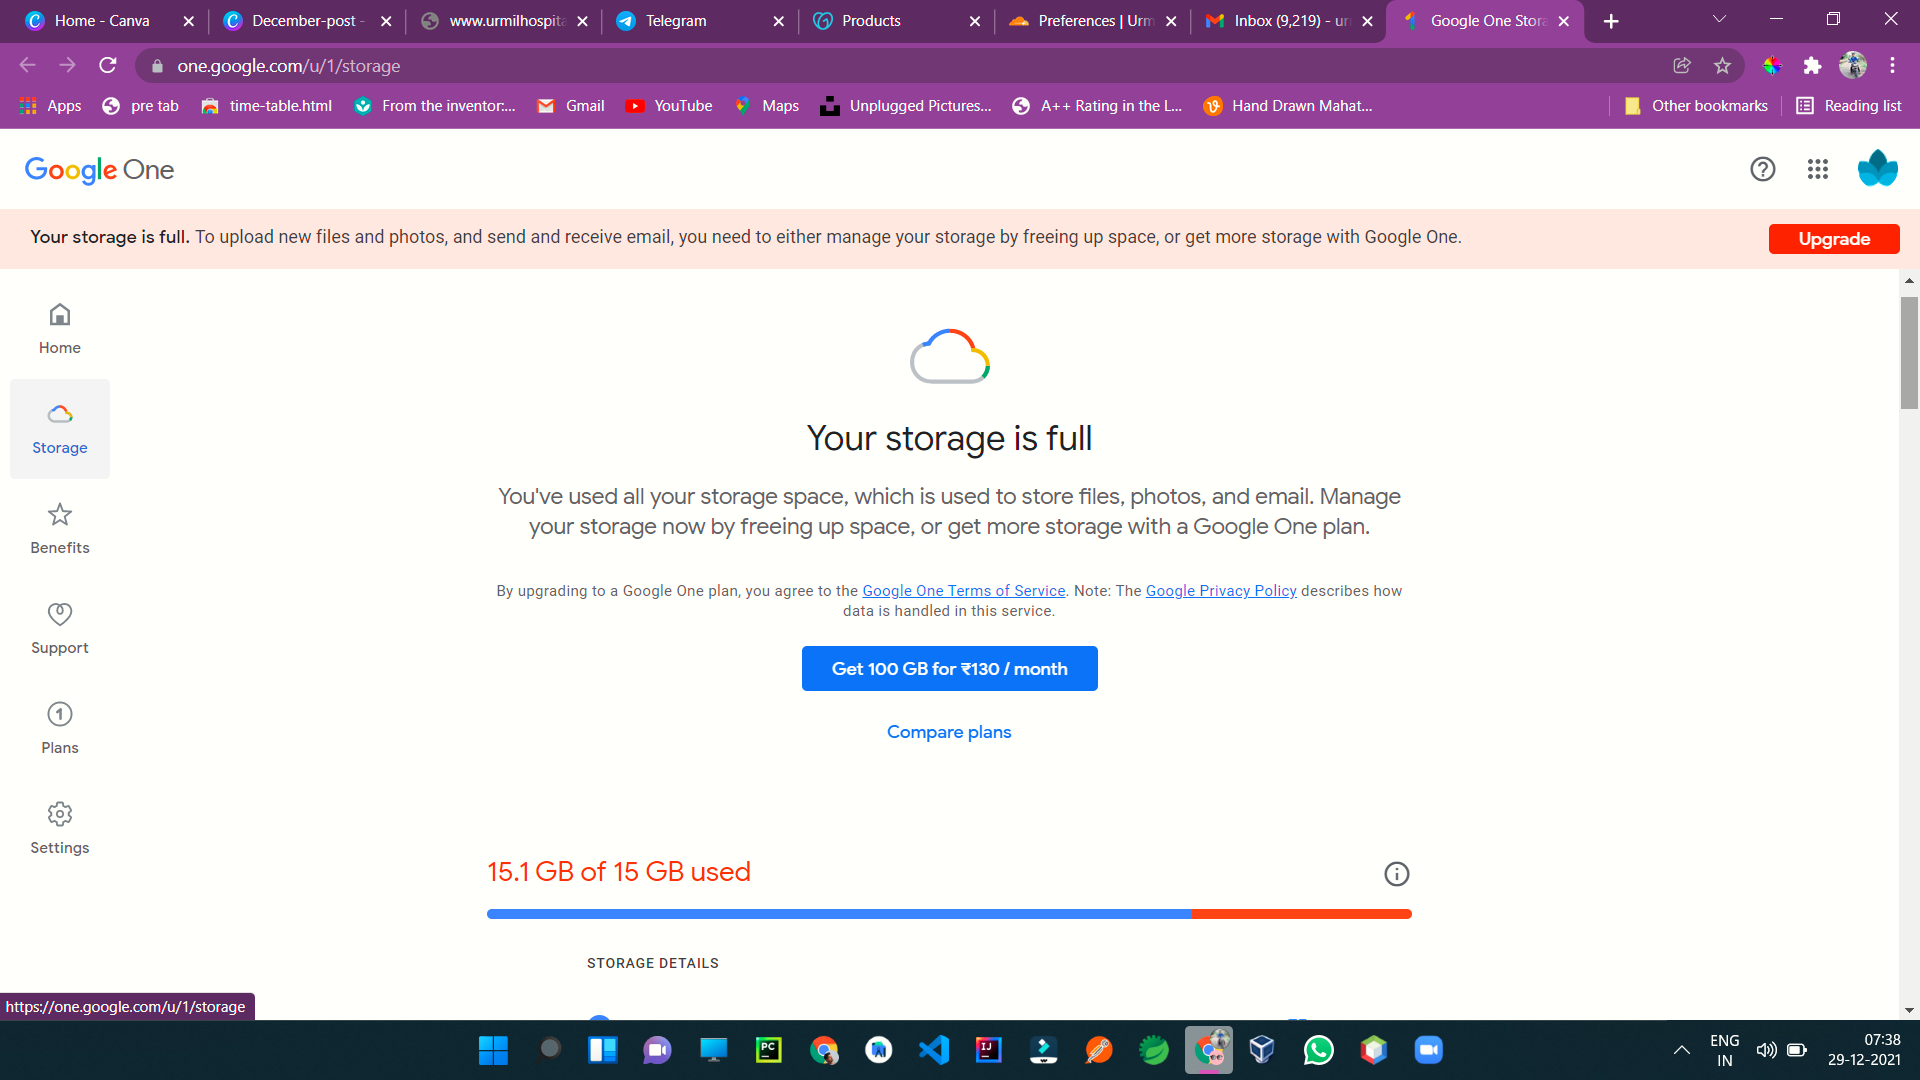 Home - Canva
December-post -
www.urmilhospita
Telegram
Products
Preferences | Urm
Inbox (9,219) - ur
Google One Stora
one.google.com/u/1/storage
Apps
pre tab
time-table.html
From the inventor:...
Gmail
YouTube
Maps
Unplugged Pictures...
A++ Rating in the L...
Hand Drawn Mahat...
Other bookmarks
Reading list
Google One
Your storage is full. To upload new files and photos, and send and receive email, you need to either manage your storage by freeing up space, or get more storage with Google One.
Upgrade
Home
Storage
Benefits
Support
Plans
Settings
Your storage is full
You've used all your storage space, which is used to store files, photos, and email. Manage
your storage now by freeing up space, or get more storage with a Google One plan.
By upgrading to a Google One plan, you agree to the Google One Terms of Service. Note: The Google Privacy Policy describes how
data is handled in this service.
Get 100 GB for ₹130 / month
Compare plans
15.1 GB of 15 GB used
STORAGE DETAILS
https://one.google.com/u/1/storage
PC
IJ
ENG
IN
07:38
29-12-2021